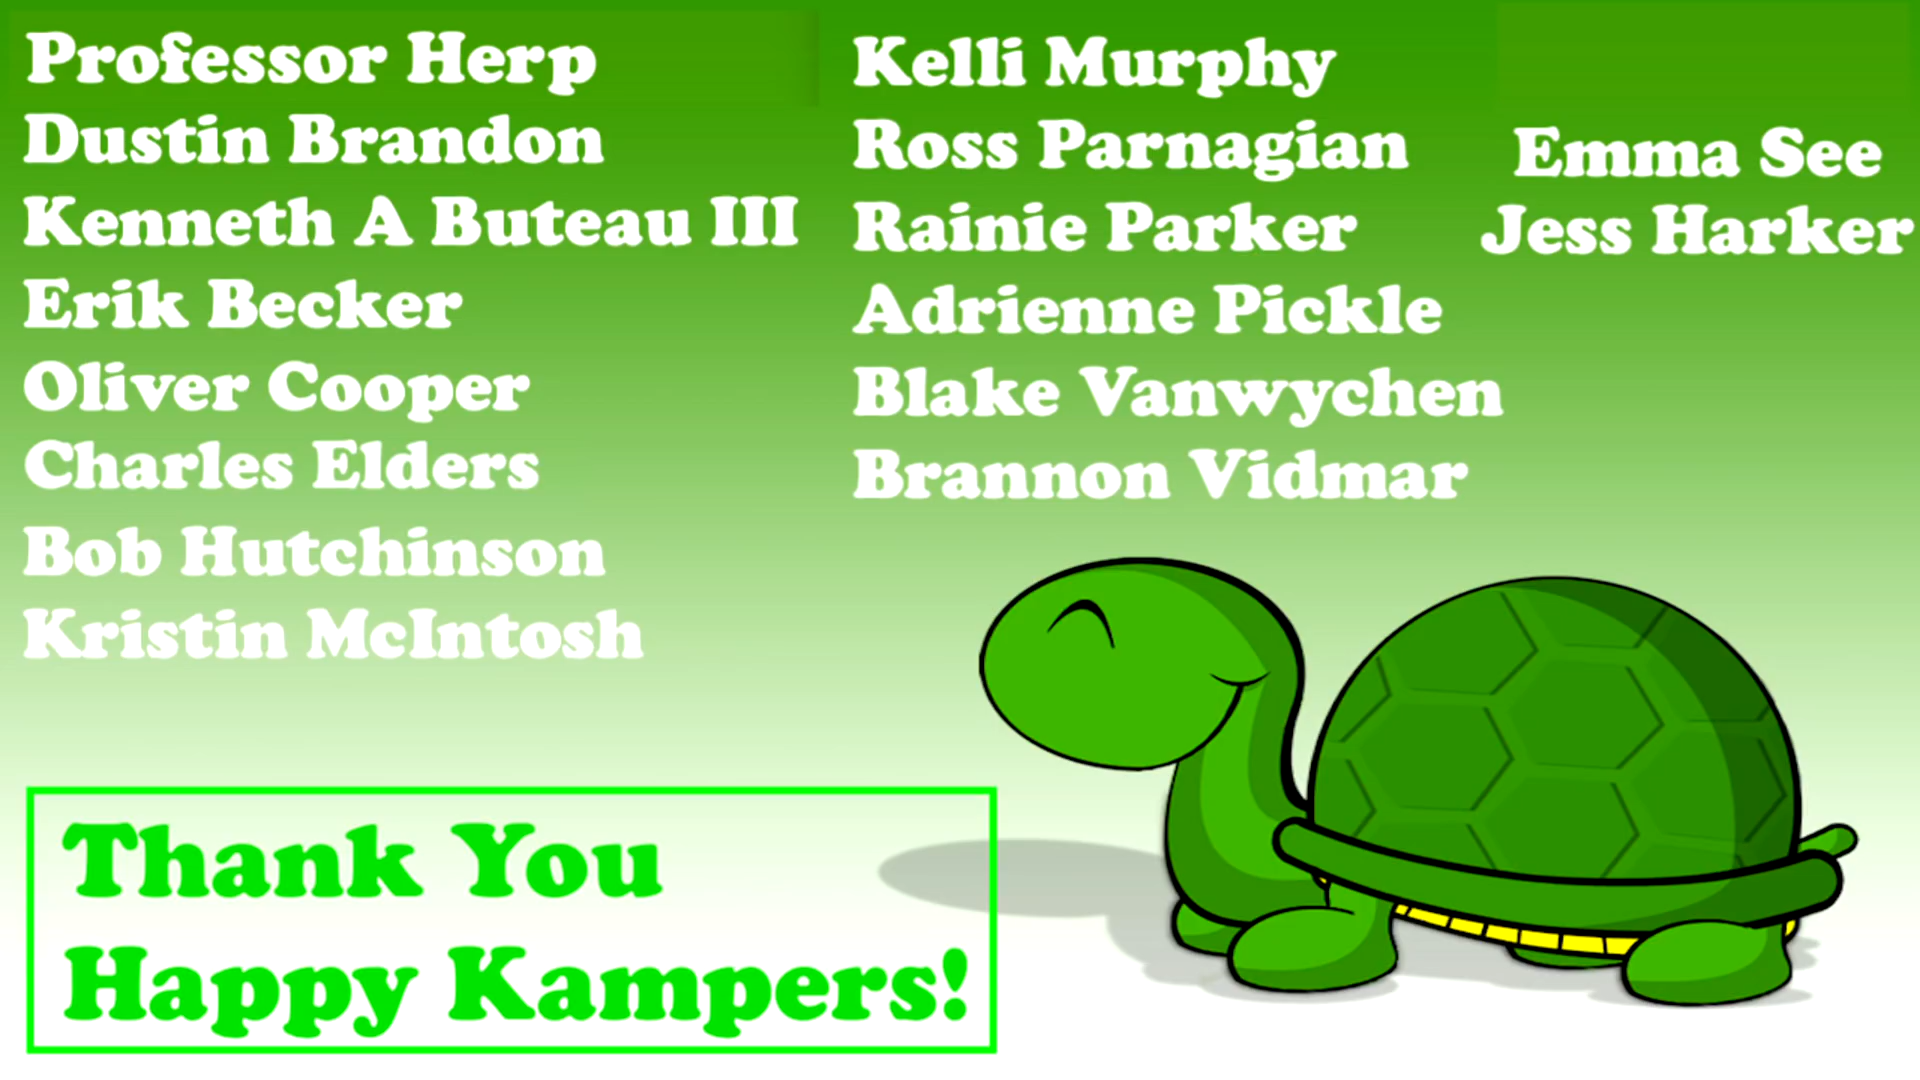 Professor Herp
Dustin Brandon
Kenneth A Buteau III
Erik Becker
Oliver Cooper
Charles Elders
Bob Hutchinson
Kristin McIntosh
Kelli Murphy
Ross Parnagian
Rainie Parker
Adrienne Pickle
Blake Vanwychen
Brannon Vidmar
Emma See
Jess Harker
Thank You
Happy Kampers!